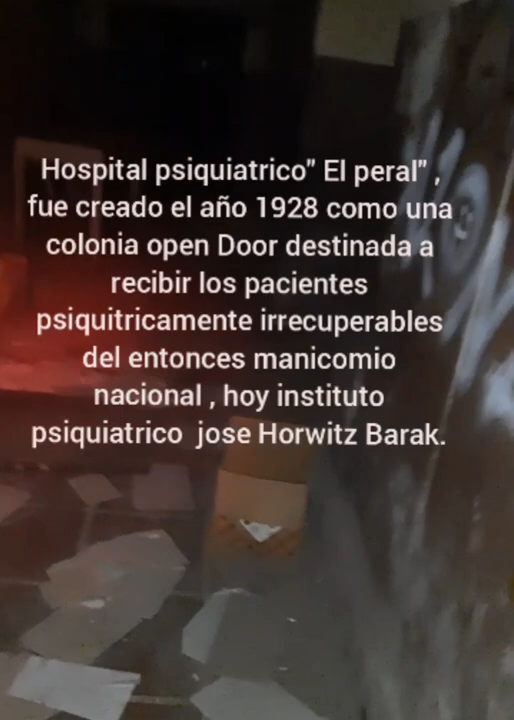 Hospital psiquiatrico" El peral" ,
fue creado el año 1928 como una
colonia open Door destinada a
recibir los pacientes
psiquitricamente irrecuperables
del entonces manicomio
nacional , hoy instituto
psiquiatrico  jose Horwitz Barak.